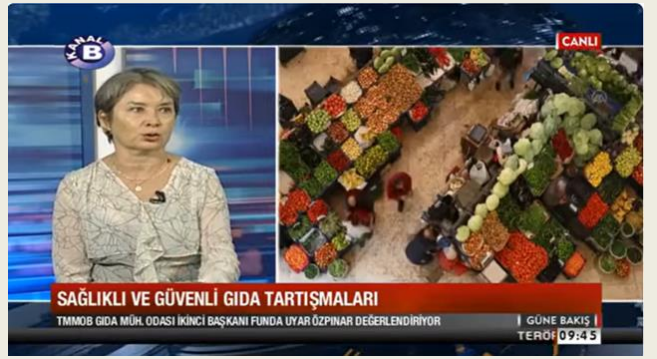 KANAL B
CANLI
SAĞLIKLI VE GÜVENLİ GIDA TARTIŞMALARI
TMMOB GIDA MÜH. ODASI İKİNCİ BAŞKANI FUNDA UYAR ÖZPINAR DEĞERLENDİRİYOR
GÜNE BAKIŞ
TERÖ 09:45